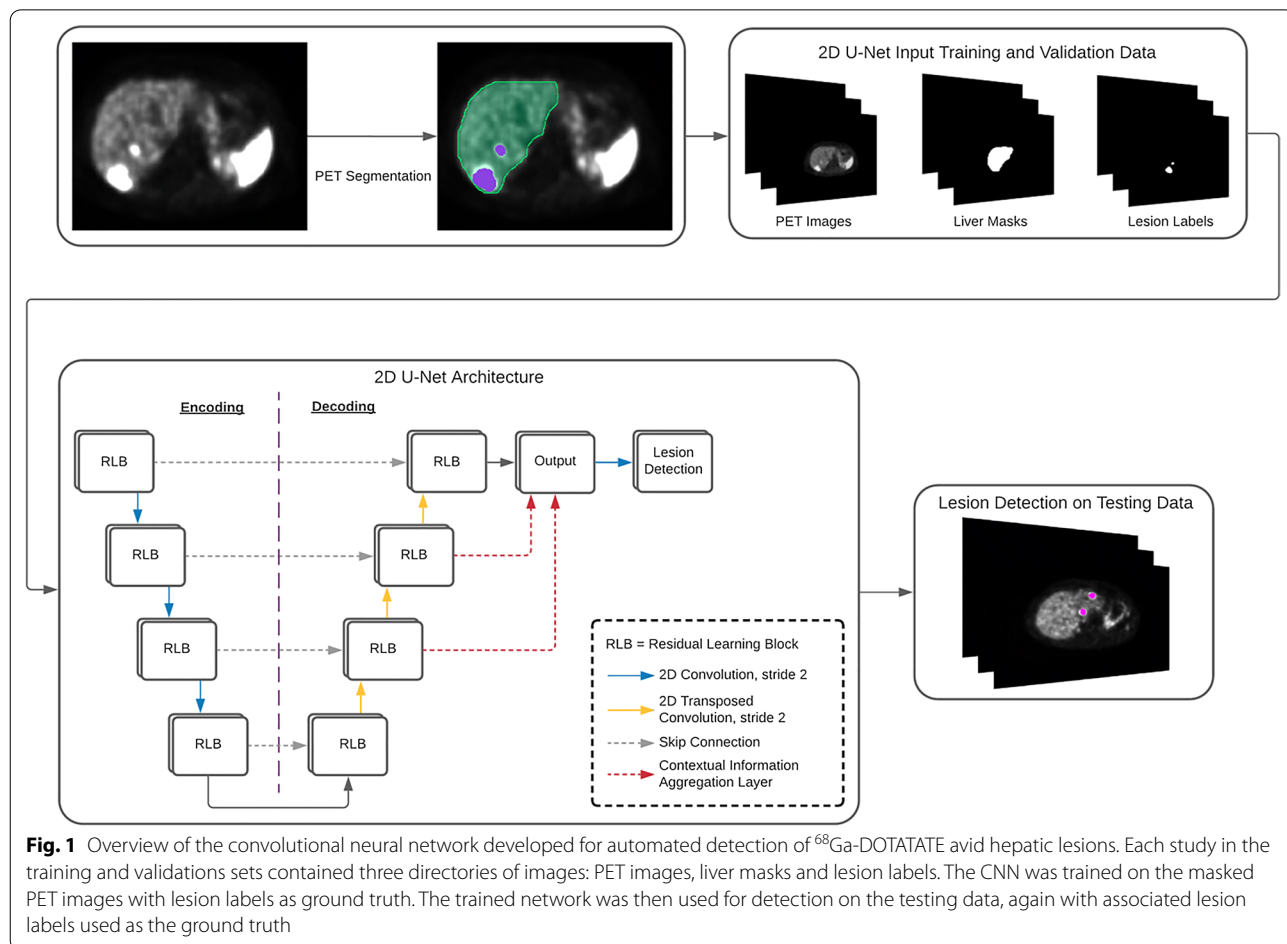 PET Segmentation
2D U-Net Input Training and Validation Data
PET Images
Liver Masks
Lesion Labels
2D U-Net Architecture
Encoding
Decoding
RLB
RLB
Output
Lesion
Detection
RLB
RLB
RLB
RLB
RLB
RLB
RLB = Residual Learning Block
2D Convolution, stride 2
2D Transposed
Convolution, stride 2
Skip Connection
Contextual Information
Aggregation Layer
Lesion Detection on Testing Data
Fig. 1 Overview of the convolutional neural network developed for automated detection of ⁶⁸Ga-DOTATATE avid hepatic lesions. Each study in the
training and validations sets contained three directories of images: PET images, liver masks and lesion labels. The CNN was trained on the masked
PET images with lesion labels as ground truth. The trained network was then used for detection on the testing data, again with associated lesion
labels used as the ground truth